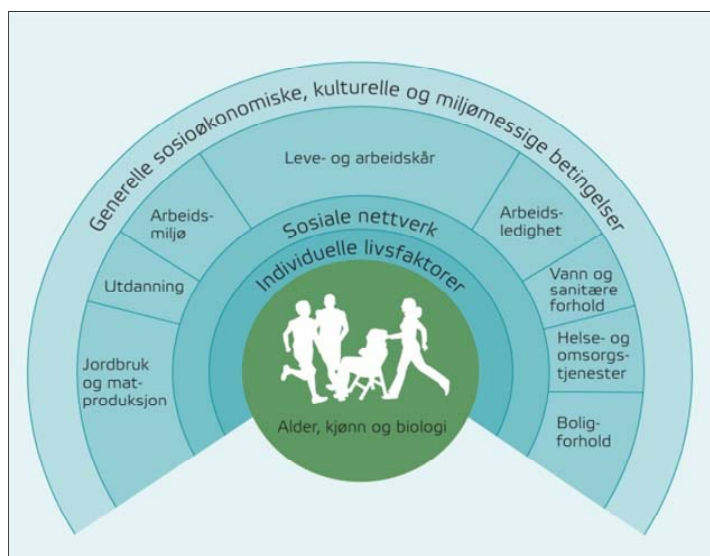 Generelle sosioøkonomiske, kulturelle og miljømessige betingelser
Leve- og arbeidskår
Arbeids-
miljø
Utdanning
Jordbruk
og mat-
produksjon
Arbeids-
ledighet
Vann og
sanitære
forhold
Helse- og
omsorgs-
tjenester
Bolig-
forhold
Sosiale nettverk
Individuelle livsfaktorer
Alder, kjønn og biologi